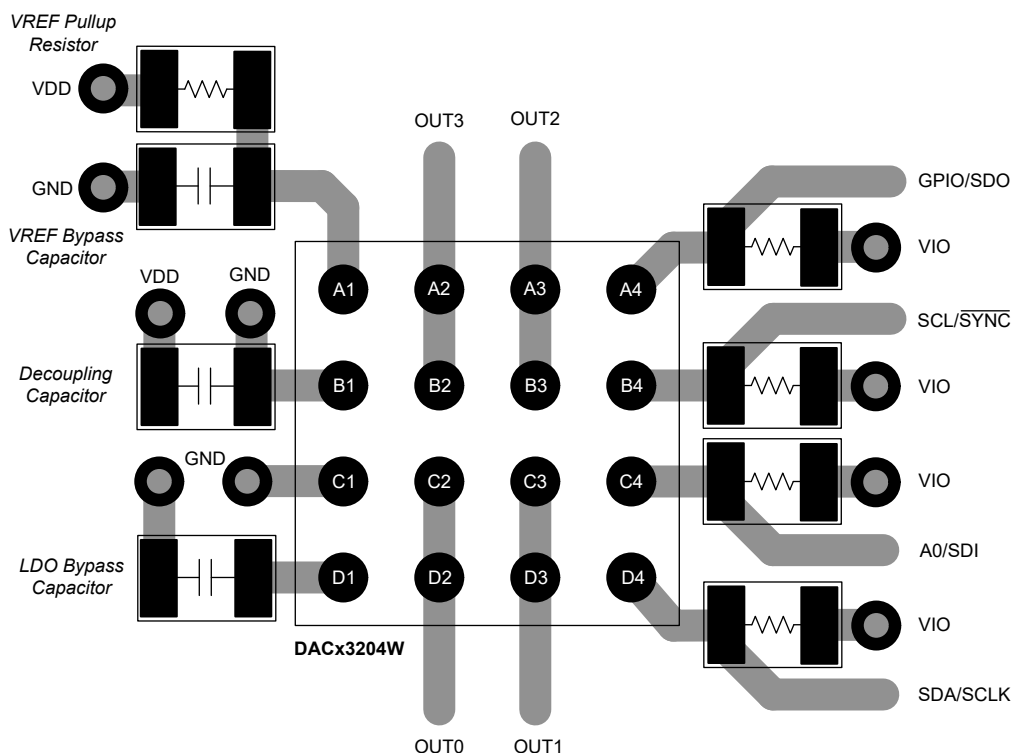 VREF Pullup
Resistor
VDD
OUT3
OUT2
GND
GPIO/SDO
VREF Bypass
Capacitor
VIO
VDD
GND
A1
A2
A3
A4
SCL/SYNC
Decoupling
Capacitor
B1
B2
B3
B4
VIO
GND
C1
C2
C3
C4
VIO
A0/SDI
LDO Bypass
Capacitor
D1
D2
D3
D4
VIO
DACx3204W
SDA/SCLK
OUT0
OUT1